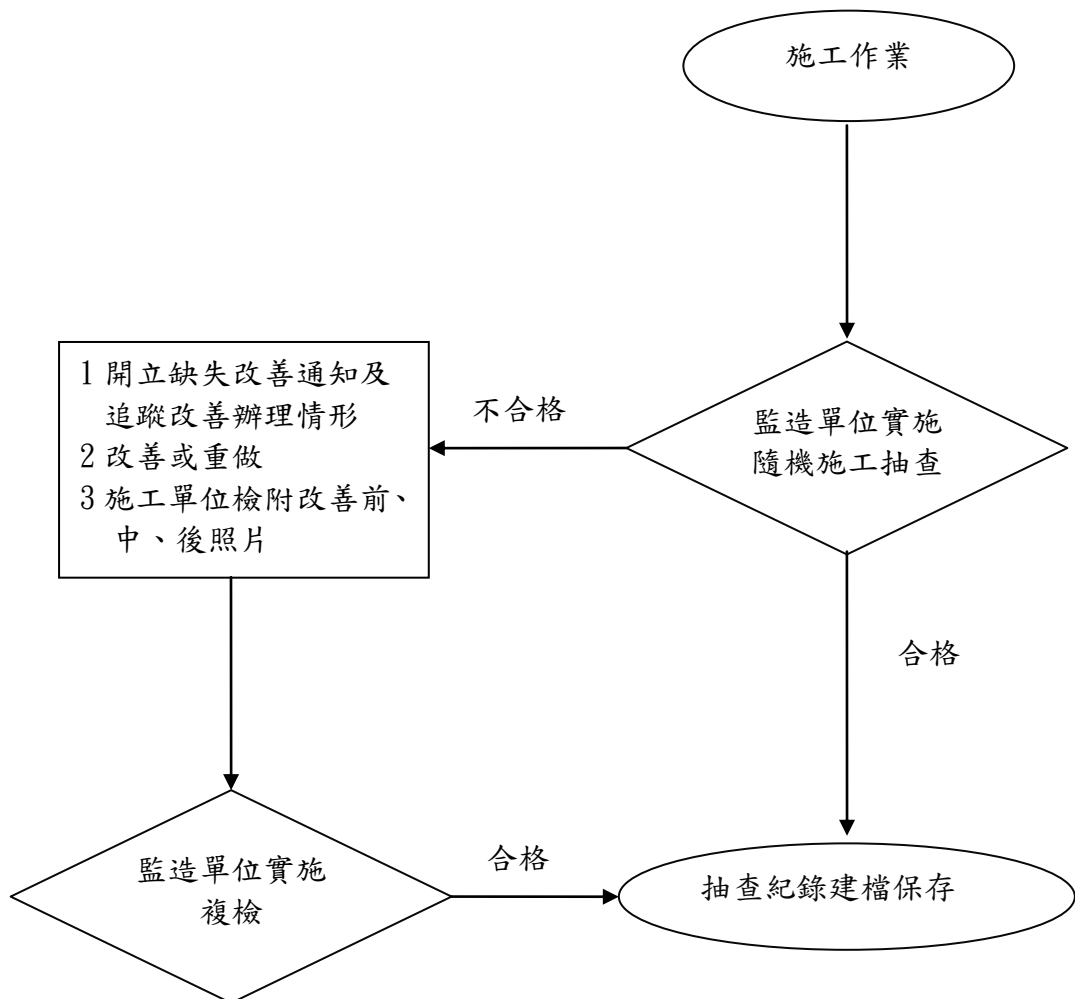 施工作業
1 開立缺失改善通知及
追蹤改善辦理情形
2 改善或重做
3 施工單位檢附改善前、
中、後照片
不合格
監造單位實施
隨機施工抽查
合格
監造單位實施
複檢
合格
抽查紀錄建檔保存